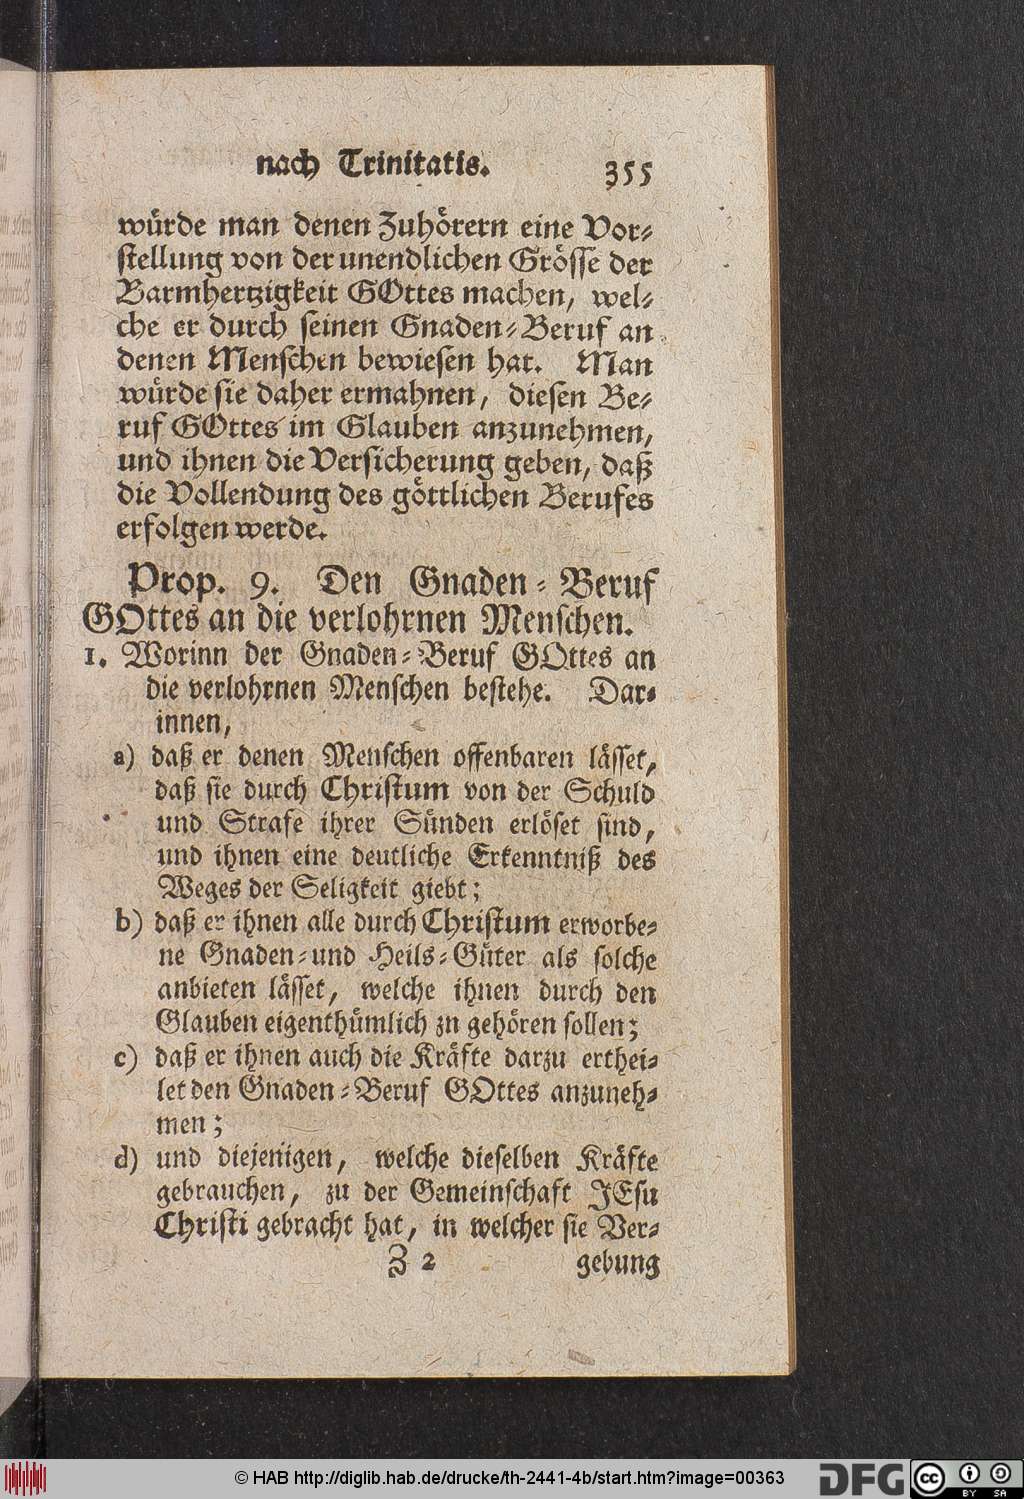 nach Trinitatis. 355
würde man denen Zuhörern eine Vor-
stellung von der unendlichen Grösse der
Barmhertzigkeit GOttes machen, wel-
che er durch seinen Gnaden-Beruf an
denen Menschen bewiesen hat. Man
würde sie daher ermahnen, diesen Be-
ruf GOttes im Glauben anzunehmen,
und ihnen die Versicherung geben, daß
die Vollendung des göttlichen Berufes
erfolgen werde.
Prop. 9. Den Gnaden-Beruf
GOttes an die verlohrnen Menschen.
1. Worinn der Gnaden-Beruf GOttes an
die verlohrnen Menschen bestehe. Dar-
innen,
a) daß er denen Menschen offenbaren lässet,
daß sie durch Christum von der Schuld
und Strafe ihrer Sünden erlöset sind,
und ihnen eine deutliche Erkenntniß des
Weges der Seligkeit giebt;
b) daß er ihnen alle durch Christum erworbe-
ne Gnaden-und Heils-Güter als solche
anbieten lässet, welche ihnen durch den
Glauben eigenthümlich zu gehören sollen;
c) daß er ihnen auch die Kräfte darzu erthei-
let den Gnaden-Beruf GOttes anzuneh-
men;
d) und diejenigen, welche dieselben Kräfte
gebrauchen, zu der Gemeinschaft JEsu
Christi gebracht hat, in welcher sie Ver-
Z 2 gebung
© HAB http://diglib.hab.de/drucke/th-2441-4b/start.htm?image=00363
DFG cc BY SA